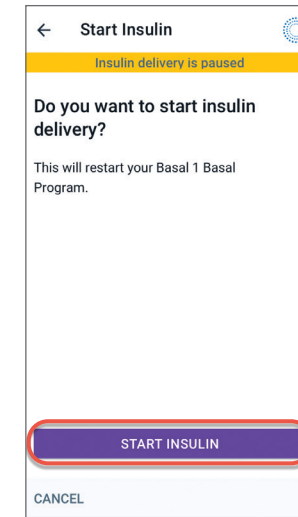 Start Insulin
Insulin delivery is paused
Do you want to start insulin
delivery?
This will restart your Basal 1 Basal
Program.
START INSULIN
CANCEL